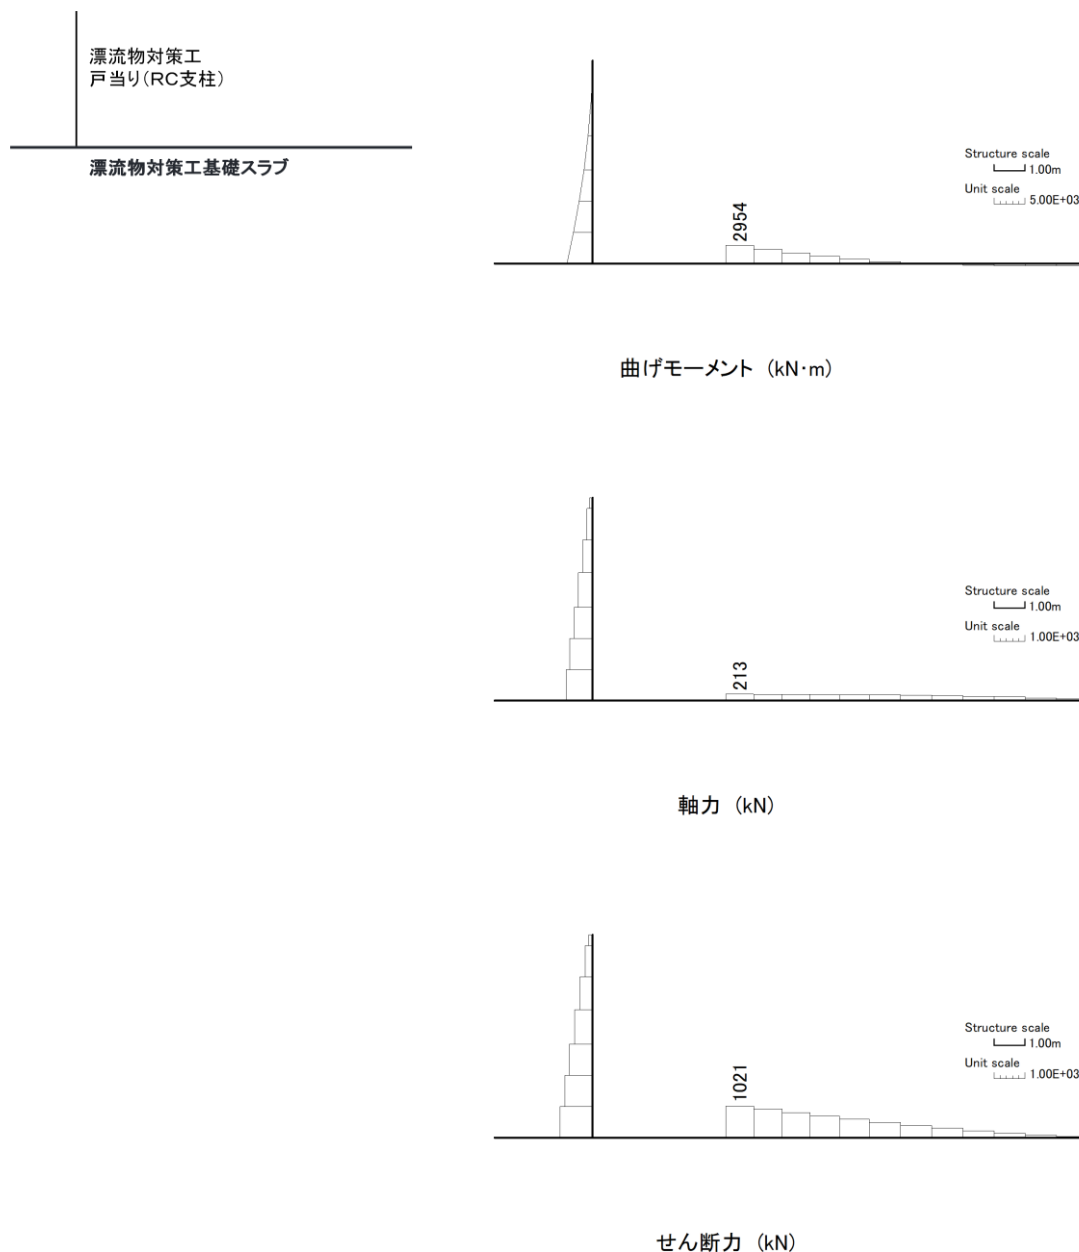 漂流物対策工
戸当り(RC支柱)
漂流物対策工基礎スラブ
2954
Structure scale
1.00m
Unit scale
5.00E+03
曲げモーメント (kN·m)
213
Structure scale
1.00m
Unit scale
1.00E+03
軸力 (kN)
1021
Structure scale
1.00m
Unit scale
1.00E+03
せん断力 (kN)